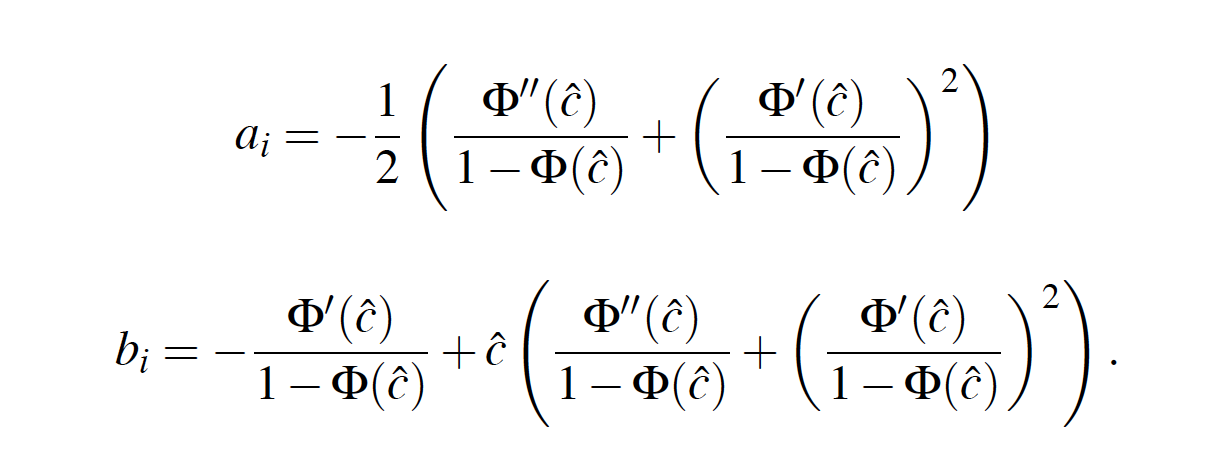 $a_i = -\frac{1}{2}\left(\frac{\Phi''(\hat{c})}{1-\Phi(\hat{c})}+\left(\frac{\Phi'(\hat{c})}{1-\Phi(\hat{c})}\right)^2\right)$
$b_i = -\frac{\Phi'(\hat{c})}{1-\Phi(\hat{c})}+\hat{c}\left(\frac{\Phi''(\hat{c})}{1-\Phi(\hat{c})}+\left(\frac{\Phi'(\hat{c})}{1-\Phi(\hat{c})}\right)^2\right).$